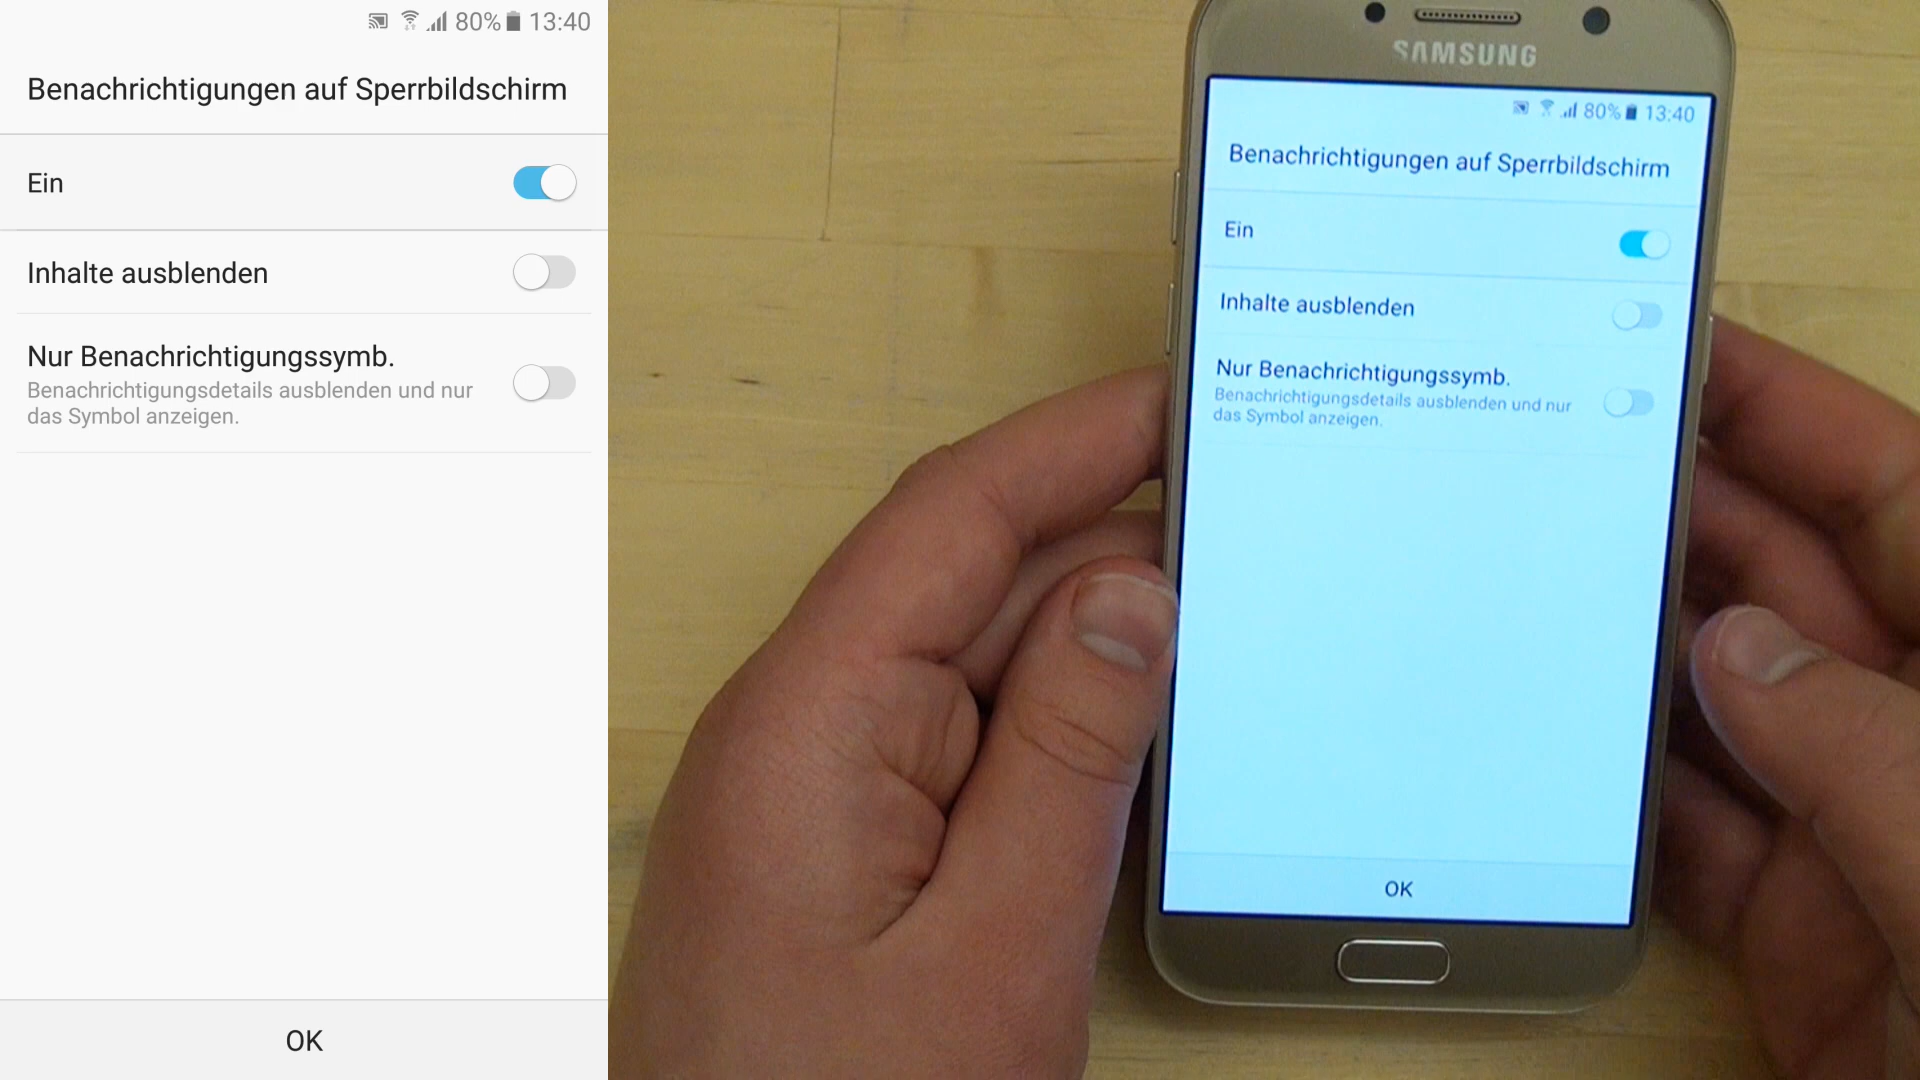 80% 13:40
Benachrichtigungen auf Sperrbildschirm
Ein
Inhalte ausblenden
Nur Benachrichtigungssymb.
Benachrichtigungsdetails ausblenden und nur
das Symbol anzeigen.
OK
SAMSUNG
80% 13:40
Benachrichtigungen auf Sperrbildschirm
Ein
Inhalte ausblenden
Nur Benachrichtigungssymb.
Benachrichtigungsdetails ausblenden und nur
das Symbol anzeigen.
OK